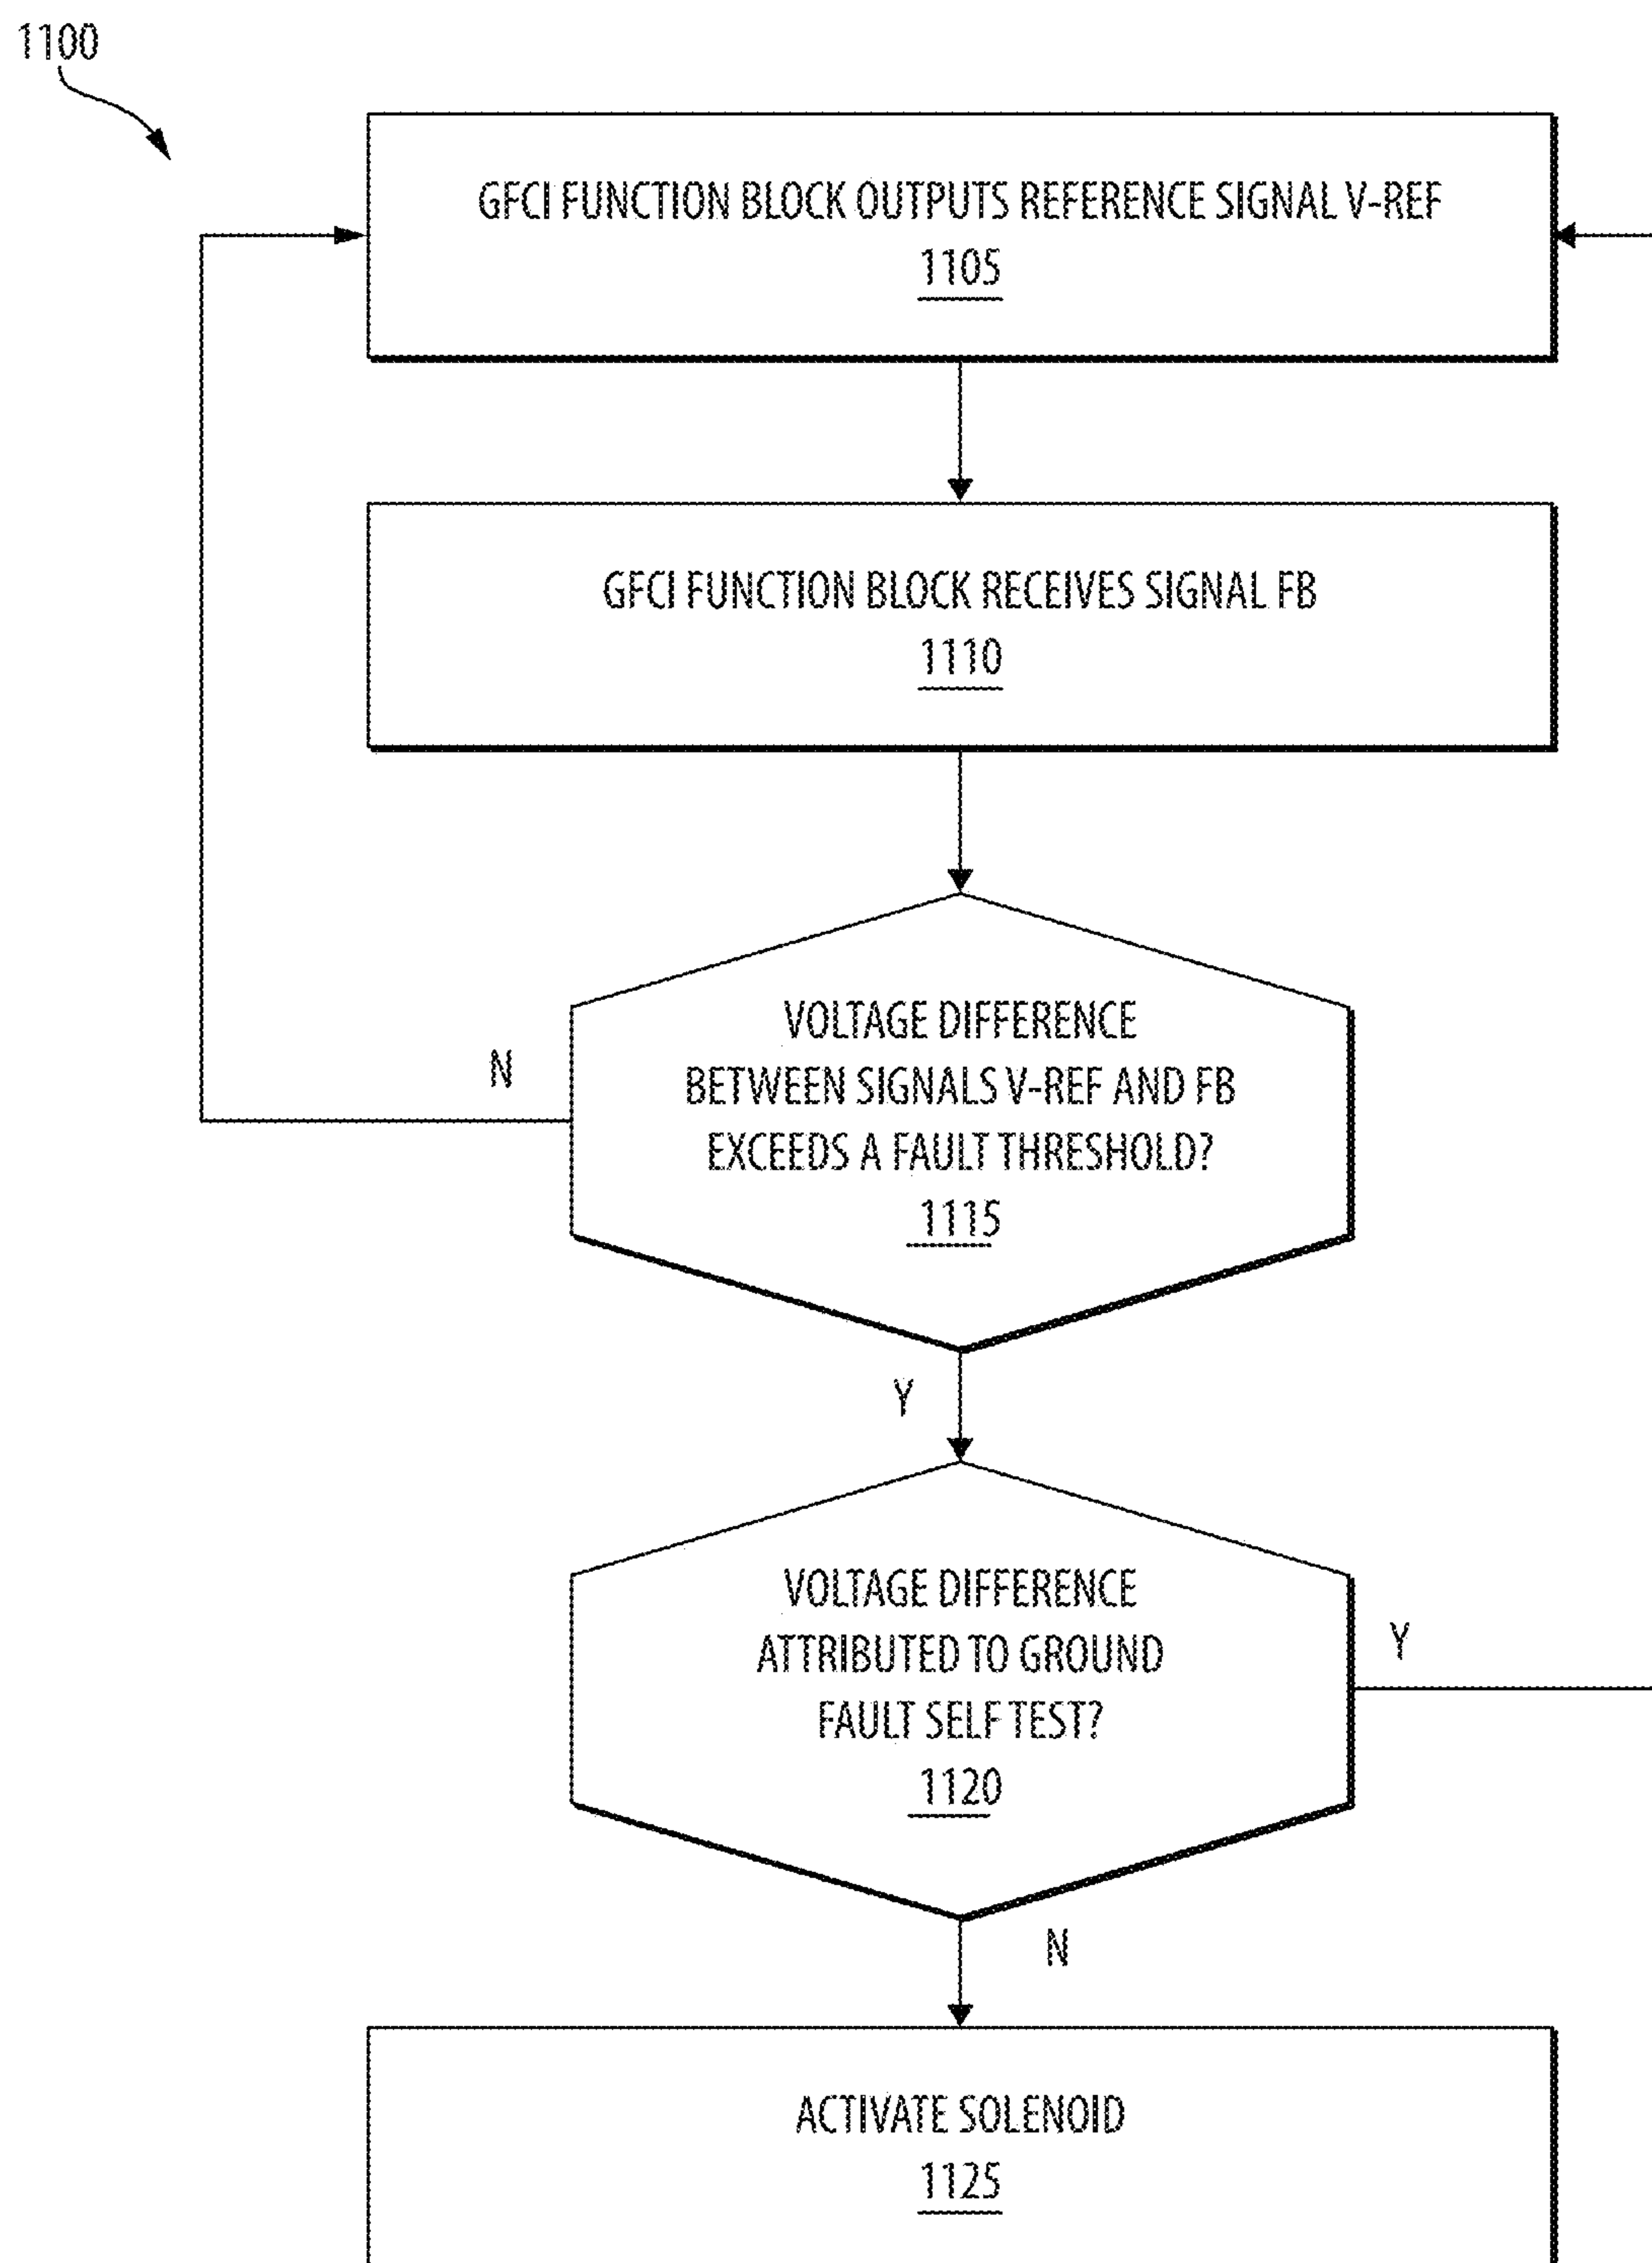 1100
GFCI FUNCTION BLOCK OUTPUTS REFERENCE SIGNAL V-REF
1105
GFCI FUNCTION BLOCK RECEIVES SIGNAL FB
1110
VOLTAGE DIFFERENCE
BETWEEN SIGNALS V-REF AND FB
EXCEEDS A FAULT THRESHOLD?
1115
N
Y
VOLTAGE DIFFERENCE
ATTRIBUTED TO GROUND
FAULT SELF TEST?
1120
Y
N
ACTIVATE SOLENOID
1125